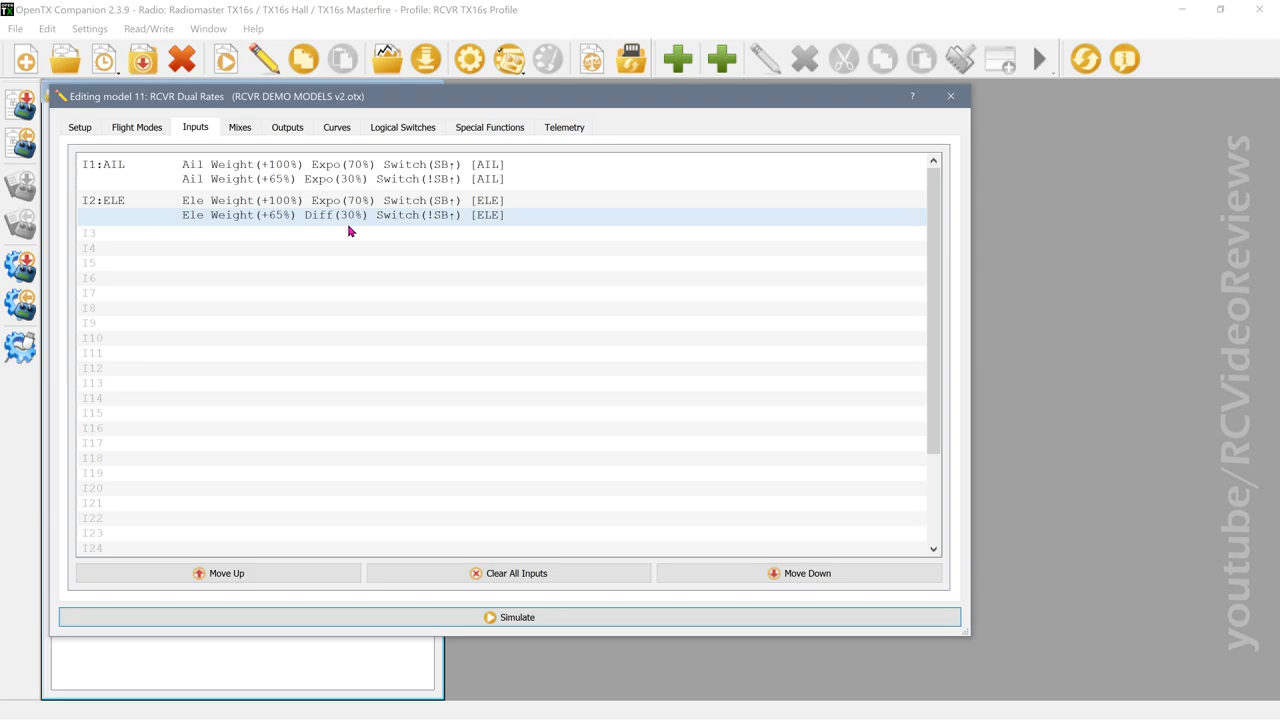 OpenTX Companion 2.3.9 - Radio: Radiomaster TX16s / TX16s Hall / TX16s Masterfire - Profile: RCVR TX16s Profile
File Edit Settings Read/Write Window Help
Editing model 11: RCVR Dual Rates (RCVR DEMO MODELS v2.otx)
Setup Flight Modes Inputs Mixes Outputs Curves Logical Switches Special Functions Telemetry
I1:AIL Ail Weight(+100%) Expo(70%) Switch(SB↑) [AIL]
Ail Weight(+65%) Expo(30%) Switch(!SB↑) [AIL]
I2:ELE Ele Weight(+100%) Expo(70%) Switch(SB↑) [ELE]
Ele Weight(+65%) Diff(30%) Switch(!SB↑) [ELE]
I3
I4
I5
I6
I7
I8
I9
I10
I11
I12
I13
I14
I15
I16
I17
I18
I19
I20
I21
I22
I23
I24
Move Up Clear All Inputs Move Down
Simulate
youtube/RCVideoReviews